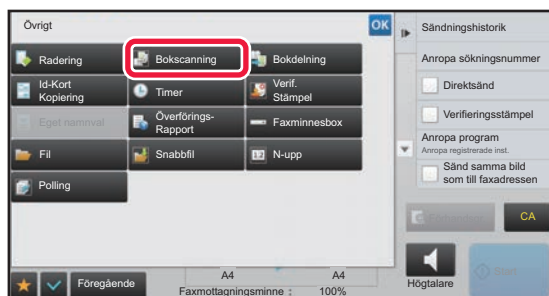 Övrigt
OK
Radering
Bokscanning
Bokdelning
Id-Kort
Kopiering
Timer
Verif.
Stämpel
Eget namnval
Överförings-
Rapport
Faxminnesbox
Fil
Snabbfil
N-upp
Polling
Föregående
A4
A4
Faxmottagningsminne :
100%
Sändningshistorik
Anropa sökningsnummer
Direktsänd
Verifieringsstämpel
Anropa program
Anropa registrerade inst.
Sänd samma bild
som till faxadressen
CA
Högtalare
Start